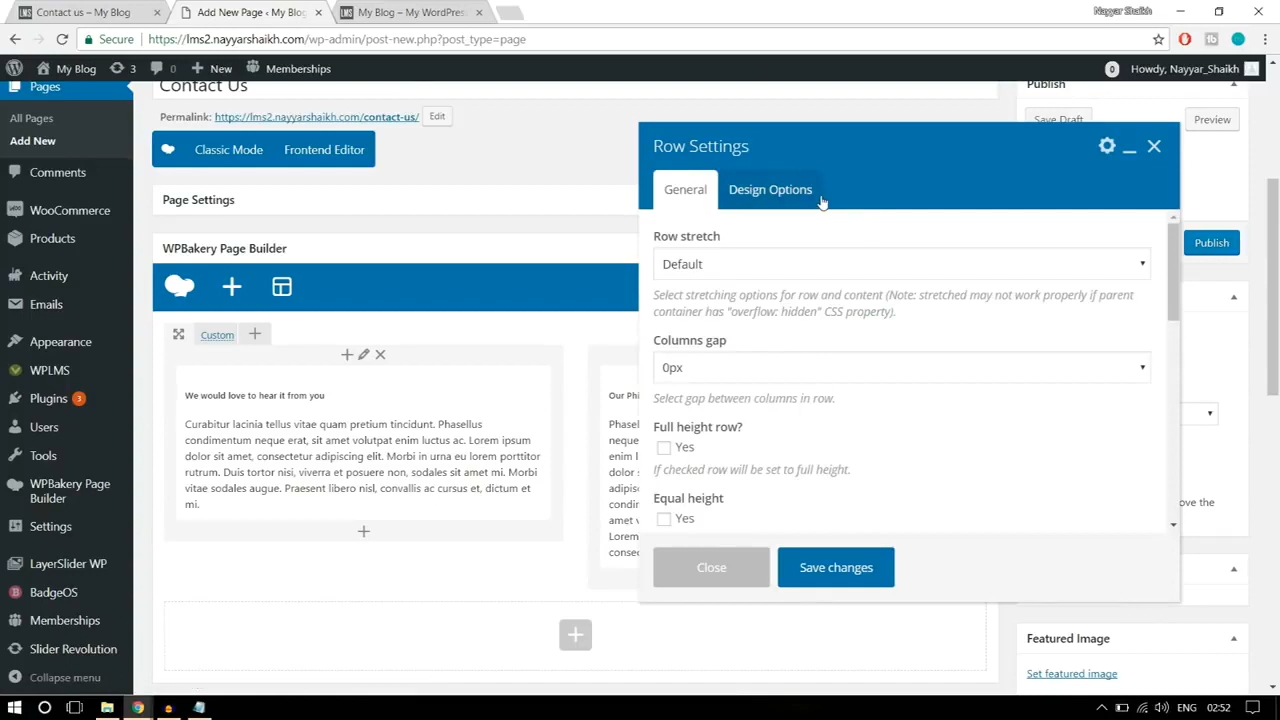 Contact us – My Blog
Add New Page ‹ My Blog
My Blog – My WordPres
Nayyar Shaikh
Secure
https://lms2.nayyarshaikh.com/wp-admin/post-new.php?post_type=page
My Blog
3
0
New
Memberships
0
Howdy, Nayyar_Shaikh
Pages
All Pages
Add New
Comments
WooCommerce
Products
Activity
Emails
Appearance
WPLMS
Plugins 3
Users
Tools
WPBakery Page
Builder
Settings
LayerSlider WP
BadgeOS
Memberships
Slider Revolution
Collapse menu
Contact Us
Permalink: https://lms2.nayyarshaikh.com/contact-us/ Edit
Classic Mode
Frontend Editor
Page Settings
WPBakery Page Builder
Custom
We would love to hear it from you
Curabitur lacinia tellus vitae quam pretium tincidunt. Phasellus
condimentum neque erat, sit amet volutpat enim luctus ac. Lorem ipsum
dolor sit amet, consectetur adipiscing elit. Morbi in urna eu lorem porttitor
rutrum. Duis tortor nisi, viverra et posuere non, sodales sit amet mi. Morbi
vitae sodales augue. Praesent libero nisl, convallis ac cursus et, dictum et
mi.
Our Phi
Phasel
neque
enim l
adipis
enim
amet v
Lorem
consec
Row Settings
General
Design Options
Row stretch
Default
Select stretching options for row and content (Note: stretched may not work properly if parent
container has "overflow: hidden" CSS property).
Columns gap
0px
Select gap between columns in row.
Full height row?
Yes
If checked row will be set to full height.
Equal height
Yes
Close
Save changes
Publish
Save Draft
Preview
Publish
ove the
Featured Image
Set featured image
ENG
02:52